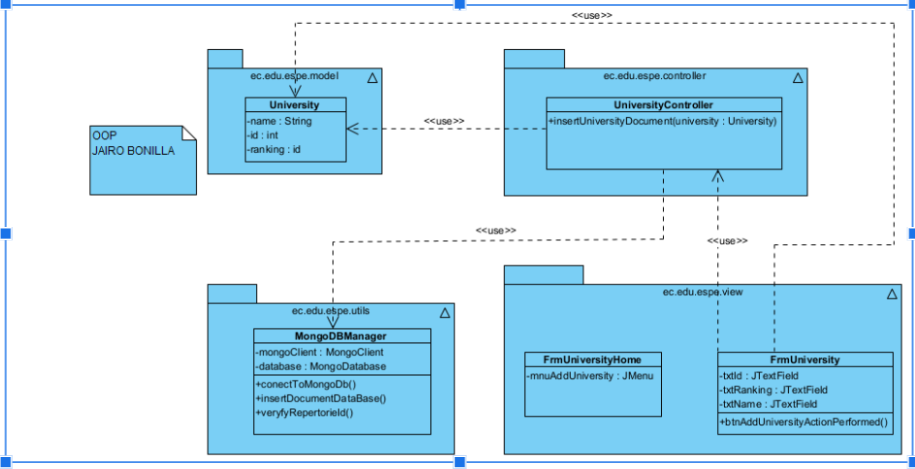 <<use>>
ec.edu.espe.model
University
-name : String
-id : int
-ranking : id
<<use>>
ec.edu.espe.controller
UniversityController
+insertUniversityDocument(university : University)
OOP
JAIRO BONILLA
<<use>>
<<use>>
ec.edu.espe.utils
MongoDBManager
-mongoClient : MongoClient
-database : MongoDatabase
+conectToMongoDb()
+insertDocumentDataBase()
+veryfyRepertorieId()
ec.edu.espe.view
FrmUniversityHome
-mnuAddUniversity : JMenu
FrmUniversity
-txtId : JTextField
-txtRanking : JTextField
-txtName : JTextField
+btnAddUniversityActionPerformed()